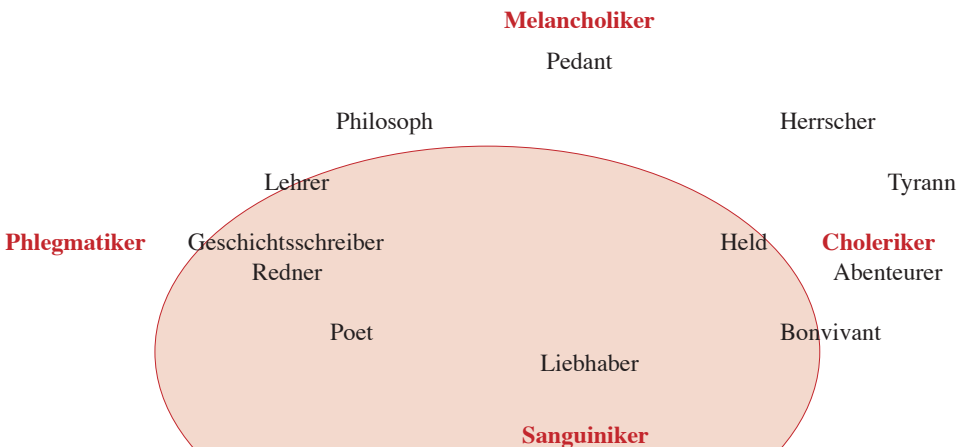 Melancholiker
Pedant
Philosoph Herrscher
Lehrer Tyrann
Phlegmatiker Geschichtsschreiber Held Choleriker
Redner Abenteurer
Poet Bonvivant
Liebhaber
Sanguiniker